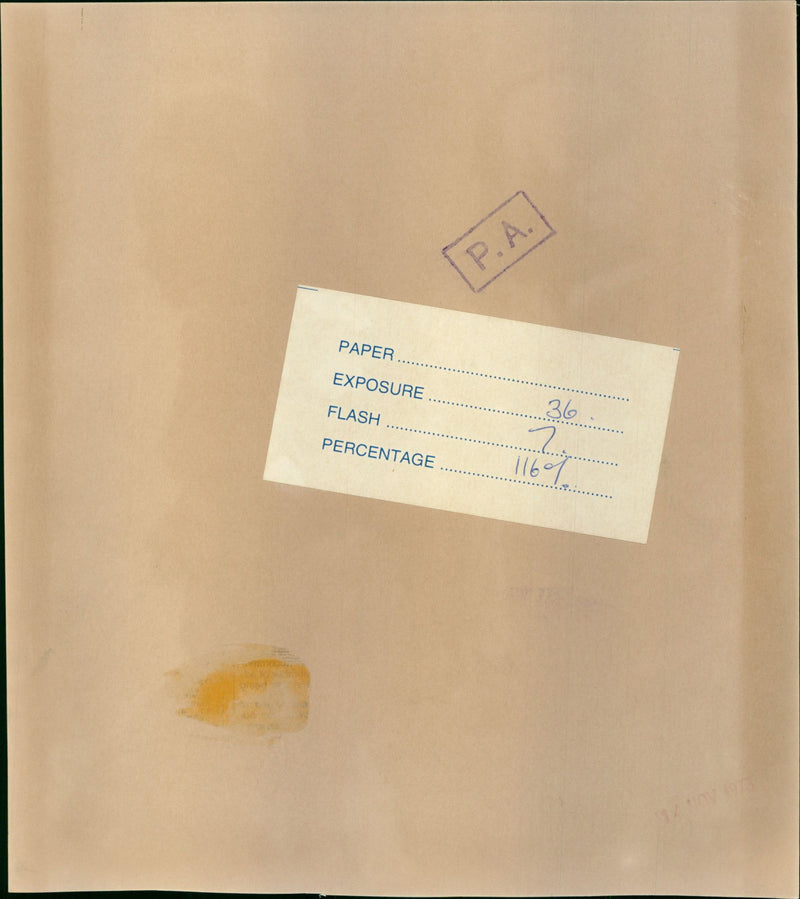 P.A.
PAPER ........................
EXPOSURE ........................ 36.
FLASH ........................ 7.
PERCENTAGE ........................ 116%